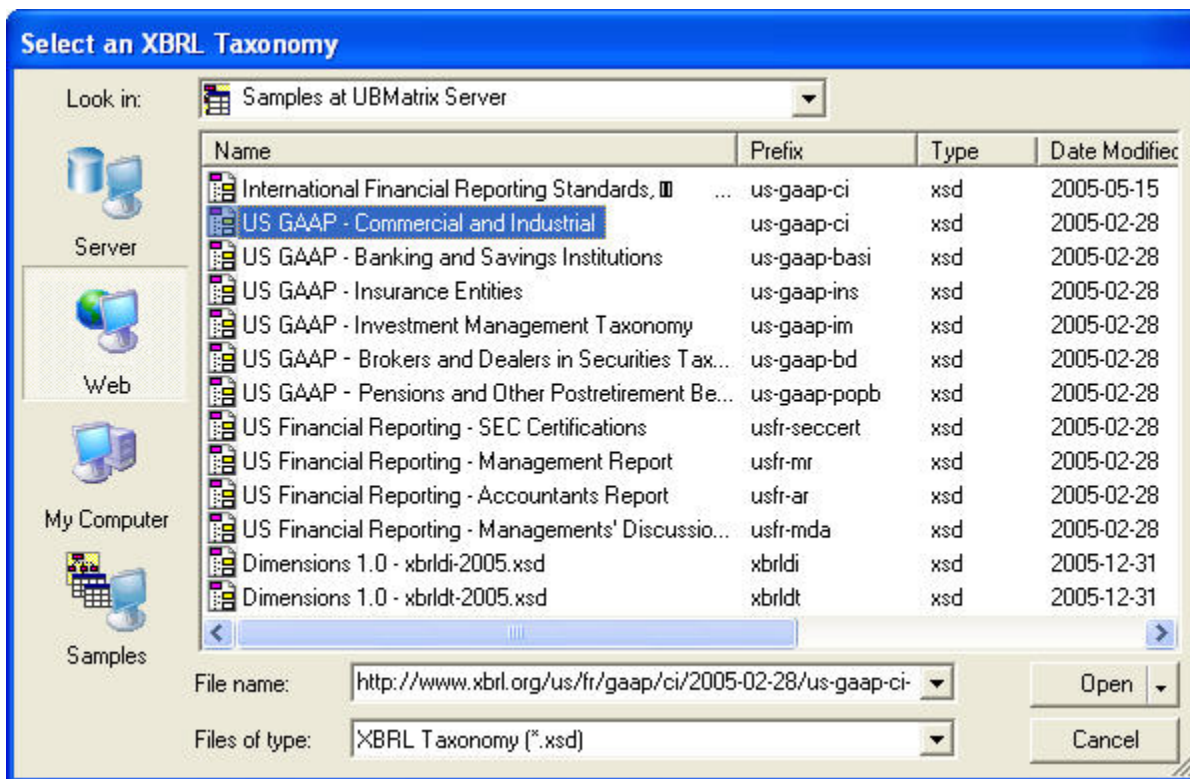 Select an XBRL Taxonomy
Look in: Samples at UBMatrix Server
Name Prefix Type Date Modified
International Financial Reporting Standards, ... us-gaap-ci xsd 2005-05-15
US GAAP - Commercial and Industrial us-gaap-ci xsd 2005-02-28
US GAAP - Banking and Savings Institutions us-gaap-basi xsd 2005-02-28
US GAAP - Insurance Entities us-gaap-ins xsd 2005-02-28
US GAAP - Investment Management Taxonomy us-gaap-im xsd 2005-02-28
US GAAP - Brokers and Dealers in Securities Tax... us-gaap-bd xsd 2005-02-28
US GAAP - Pensions and Other Postretirement Be... us-gaap-popb xsd 2005-02-28
US Financial Reporting - SEC Certifications usfr-seccert xsd 2005-02-28
US Financial Reporting - Management Report usfr-mr xsd 2005-02-28
US Financial Reporting - Accountants Report usfr-ar xsd 2005-02-28
US Financial Reporting - Managements' Discussio... usfr-mda xsd 2005-02-28
Dimensions 1.0 - xbrldi-2005.xsd xbrldi xsd 2005-12-31
Dimensions 1.0 - xbrldt-2005.xsd xbrldt xsd 2005-12-31
Server
Web
My Computer
Samples
File name: http://www.xbrl.org/us/fr/gaap/ci/2005-02-28/us-gaap-ci- Open
Files of type: XBRL Taxonomy (*.xsd) Cancel